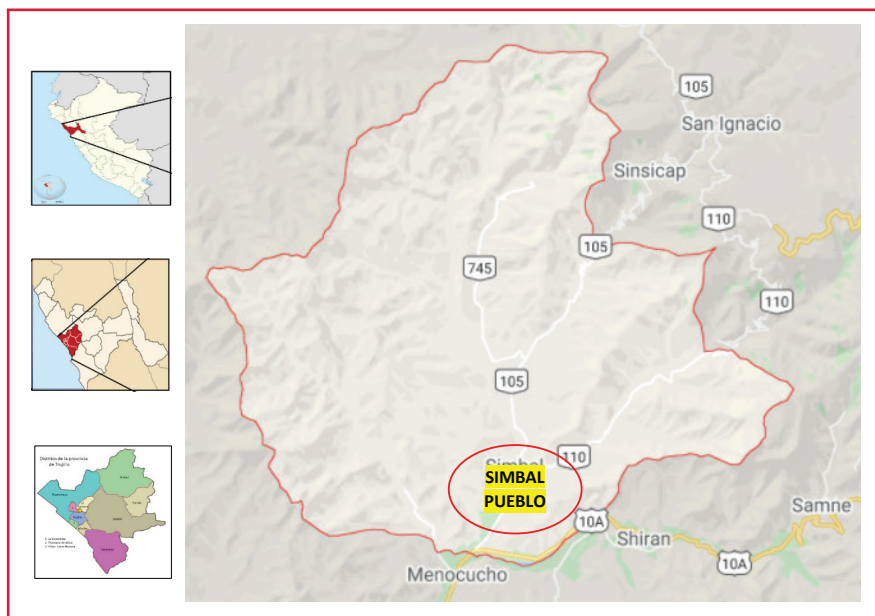 105
San Ignacio
Sinsicap
110
105
745
110
105
110
Simbal
SIMBAL
PUEBLO
10A
Samne
Shiran
10A
Menocucho
Distritos de la provincia
de Trujillo
Simbal